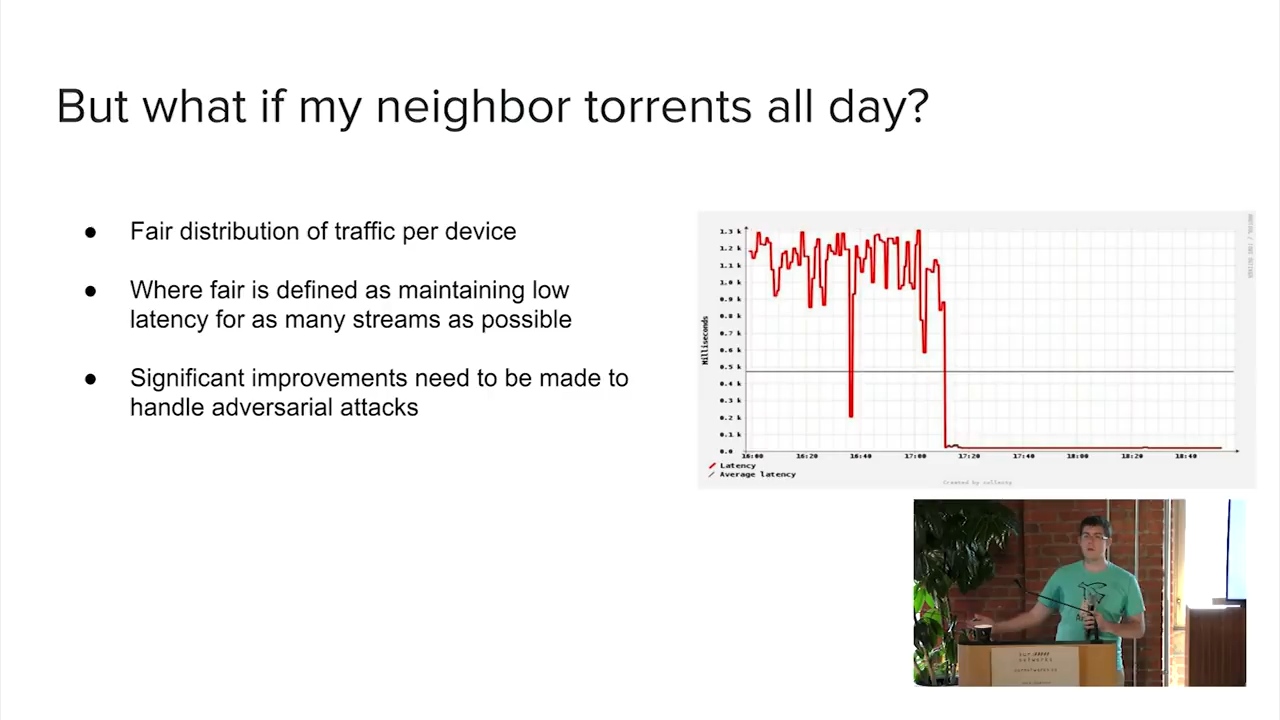 But what if my neighbor torrents all day?
● Fair distribution of traffic per device
● Where fair is defined as maintaining low
latency for as many streams as possible
● Significant improvements need to be made to
handle adversarial attacks
Milliseconds
1.3 k
1.2 k
1.1 k
1.0 k
0.9 k
0.8 k
0.7 k
0.6 k
0.5 k
0.4 k
0.3 k
0.2 k
0.1 k
0.0
16:00 16:20 16:40 17:00 17:20 17:40 18:00 18:20 18:40
Latency
Average latency
Created by
networks